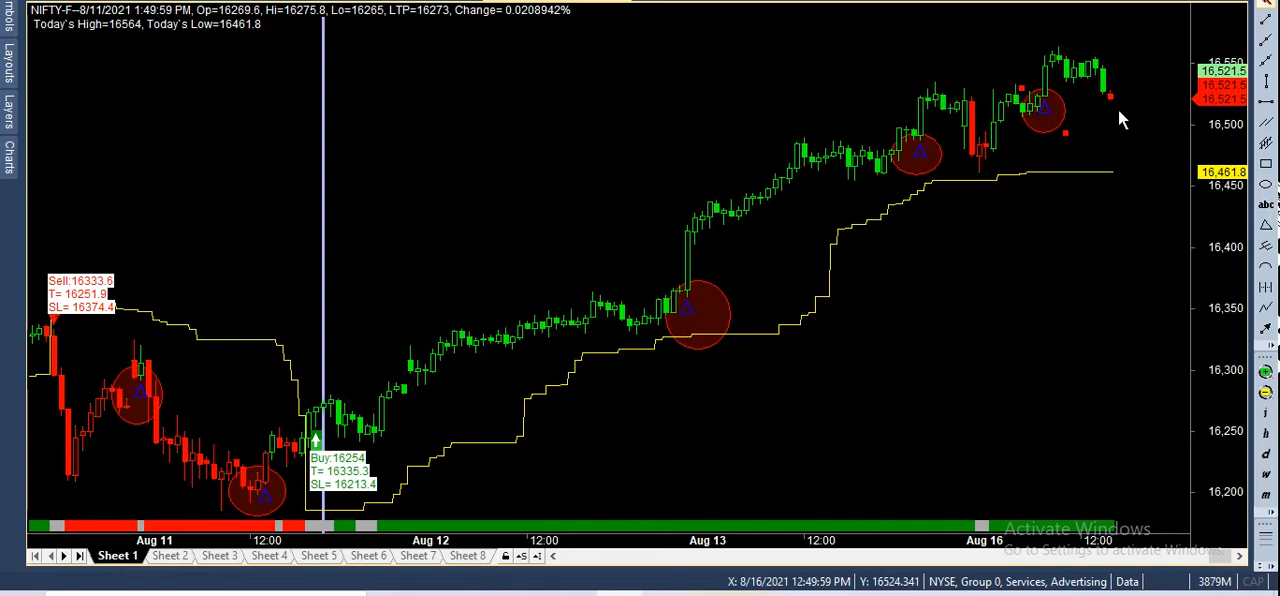 NIFTY-F--8/11/2021 1:49:59 PM, Op=16269.6, Hi=16275.8, Lo=16265, LTP=16273, Change= 0.0208942%
Today`s High=16564, Today`s Low=16461.8
mbols
Layouts
Layers
Charts
16,550
16,521.5
16,521.5
16,521.5
16,500
16,461.8
16,450
16,400
16,350
16,300
16,250
16,200
Sell:16333.6
T= 16251.9
SL= 16374.4
Buy:16254
T= 16335.3
SL= 16213.4
abc
i
h
d
w
m
Activate Windows
Go to Settings to activate Windows.
Aug 11 12:00 Aug 12 12:00 Aug 13 12:00 Aug 16 12:00
Sheet 1 Sheet 2 Sheet 3 Sheet 4 Sheet 5 Sheet 6 Sheet 7 Sheet 8
X: 8/16/2021 12:49:59 PM Y: 16524.341 NYSE, Group 0, Services, Advertising Data 3879M CAP